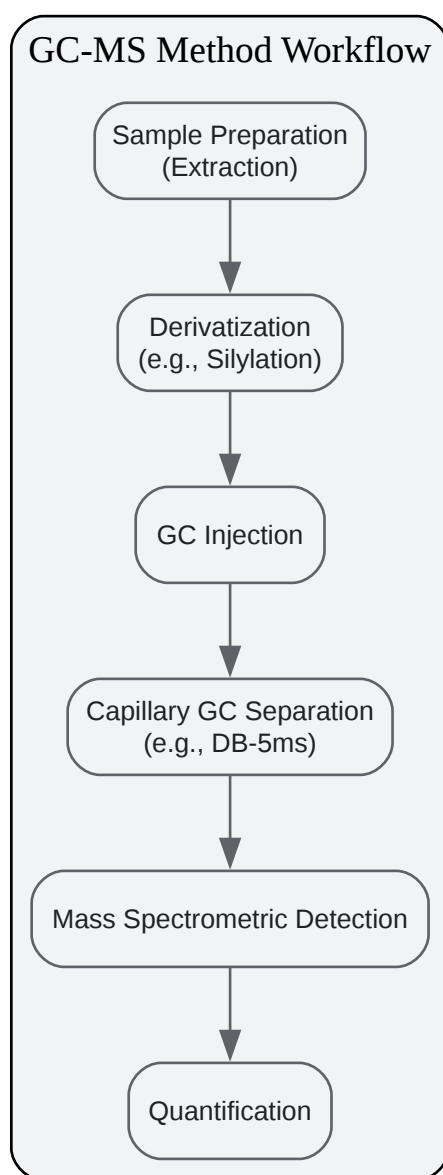 GC-MS Method Workflow
Sample Preparation
(Extraction)
Derivatization
(e.g., Silylation)
GC Injection
Capillary GC Separation
(e.g., DB-5ms)
Mass Spectrometric Detection
Quantification